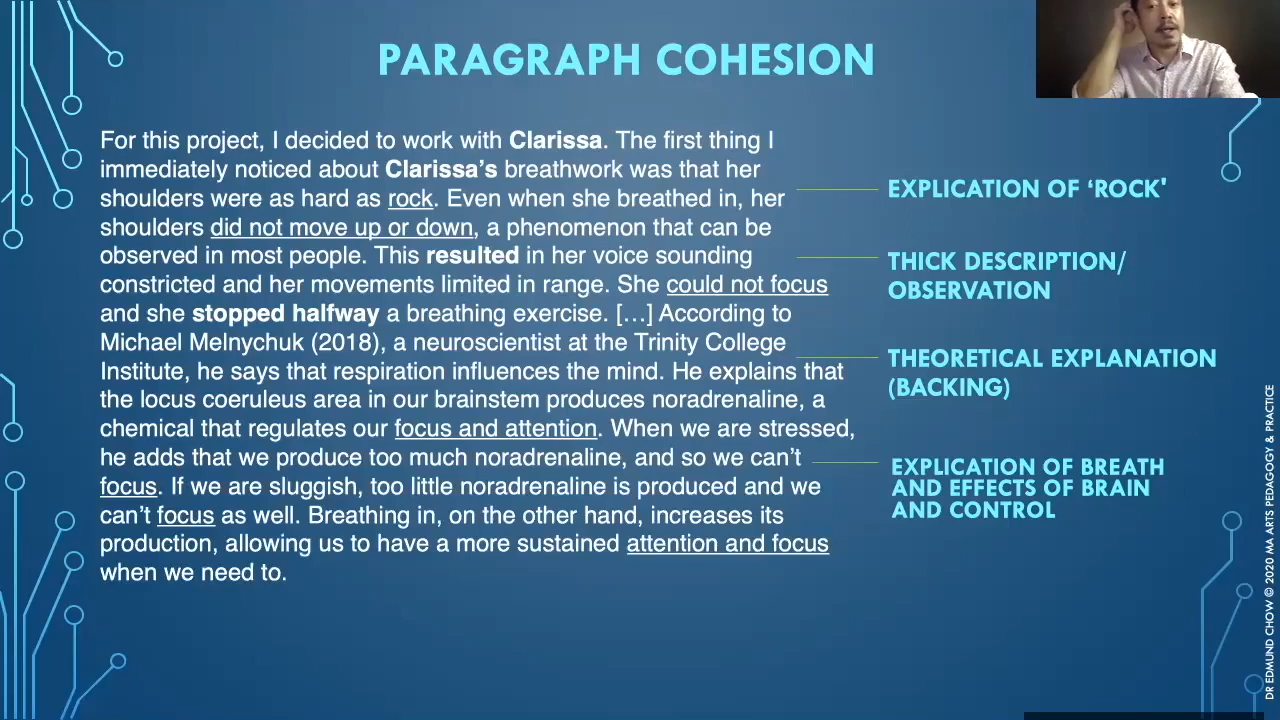 PARAGRAPH COHESION
For this project, I decided to work with Clarissa. The first thing I
immediately noticed about Clarissa's breathwork was that her
shoulders were as hard as rock. Even when she breathed in, her
shoulders did not move up or down, a phenomenon that can be
observed in most people. This resulted in her voice sounding
constricted and her movements limited in range. She could not focus
and she stopped halfway a breathing exercise. […] According to
Michael Melnychuk (2018), a neuroscientist at the Trinity College
Institute, he says that respiration influences the mind. He explains that
the locus coeruleus area in our brainstem produces noradrenaline, a
chemical that regulates our focus and attention. When we are stressed,
he adds that we produce too much noradrenaline, and so we can't
focus. If we are sluggish, too little noradrenaline is produced and we
can't focus as well. Breathing in, on the other hand, increases its
production, allowing us to have a more sustained attention and focus
when we need to.
EXPLICATION OF ‘ROCK'
THICK DESCRIPTION/
OBSERVATION
THEORETICAL EXPLANATION
(BACKING)
EXPLICATION OF BREATH
AND EFFECTS OF BRAIN
AND CONTROL
DR EDMUND CHOW © 2020 MA ARTS PEDAGOGY & PRACTICE